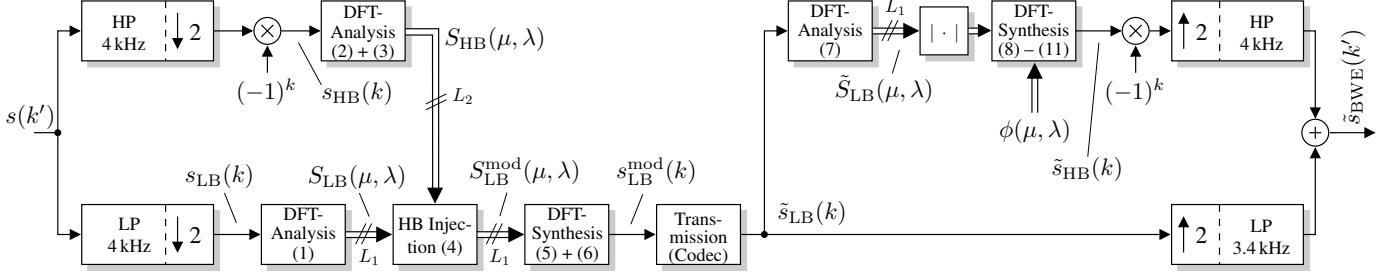 HP
4 kHz
↓ 2
×
(−1)^k
s_HB(k)
DFT-
Analysis
(2) + (3)
S_HB(μ, λ)
L_2
s(k′)
LP
4 kHz
↓ 2
s_LB(k)
DFT-
Analysis
(1)
S_LB(μ, λ)
L_1
HB Injec-
tion (4)
S_LB^mod(μ, λ)
L_1
DFT-
Synthesis
(5) + (6)
s_LB^mod(k)
Trans-
mission
(Codec)
s̃_LB(k)
DFT-
Analysis
(7)
L_1
S̃_LB(μ, λ)
| · |
DFT-
Synthesis
(8) – (11)
ϕ(μ, λ)
s̃_HB(k)
×
(−1)^k
↑ 2
HP
4 kHz
↑ 2
LP
3.4 kHz
+
s̃_BWE(k′)